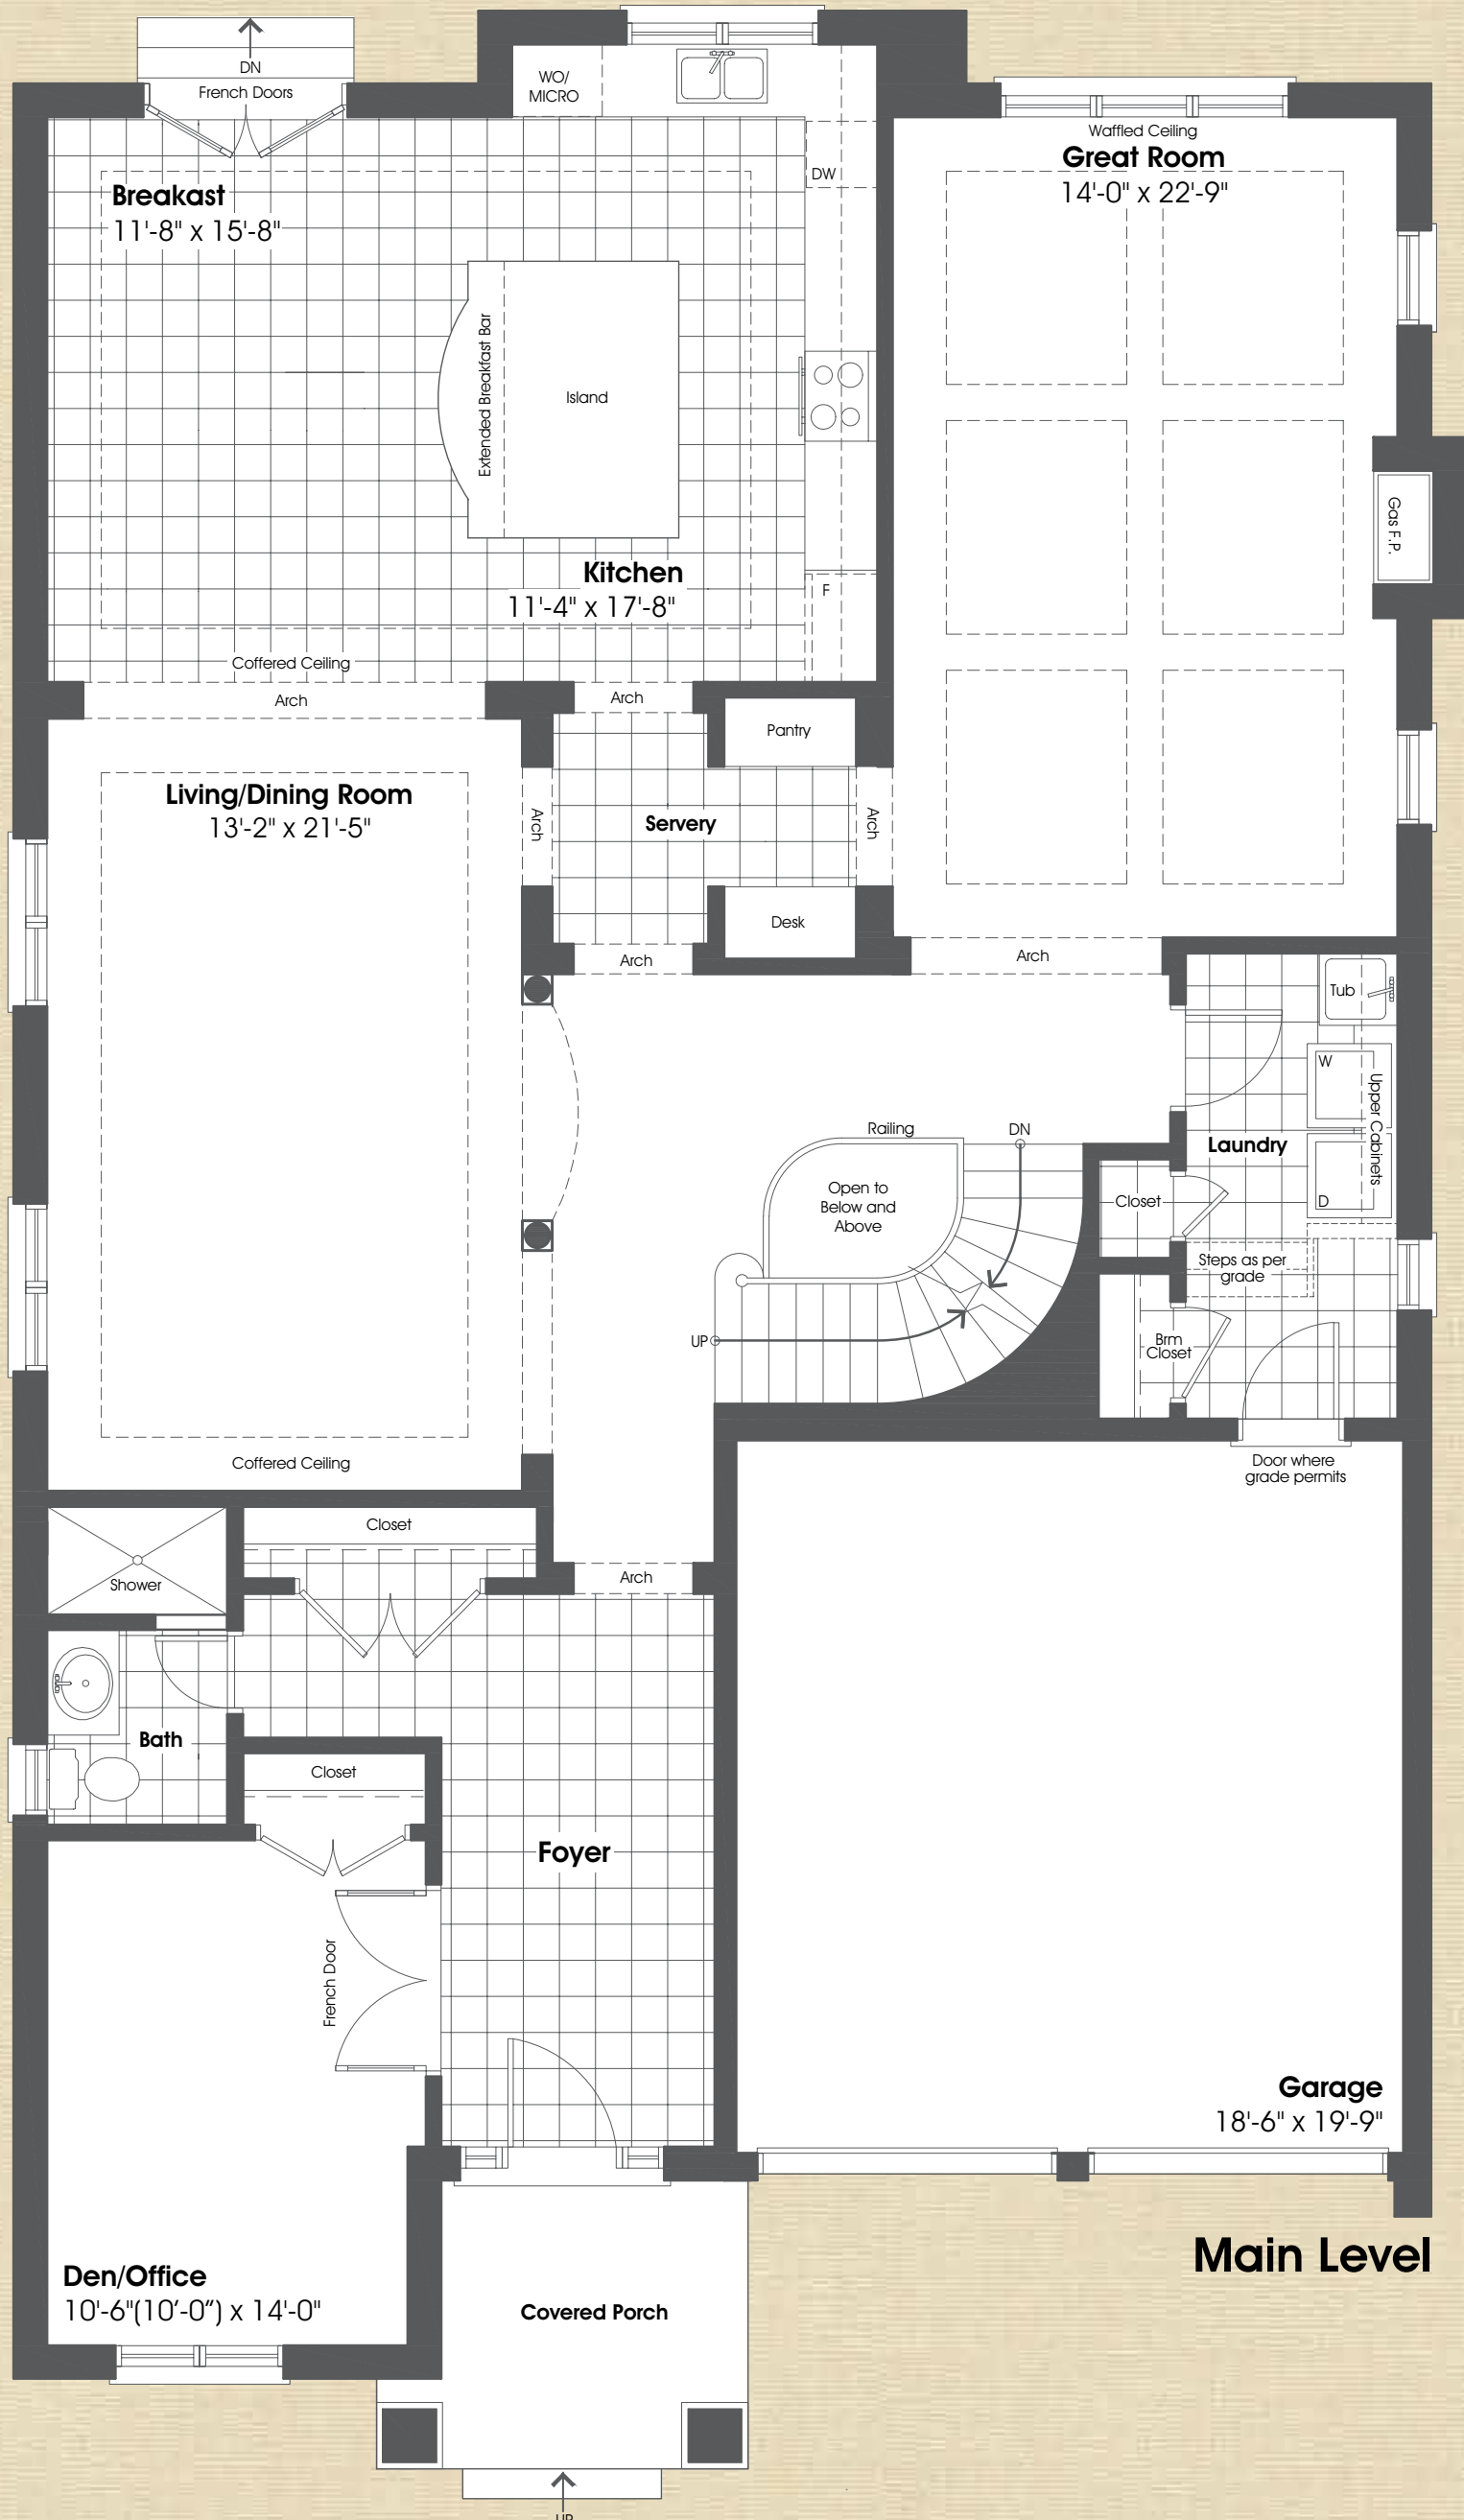 DN
French Doors
WO/
MICRO
Waffled Ceiling
Great Room
14'-0" x 22'-9"
DW
Breakast
11'-8" x 15'-8"
Extended Breakfast Bar
Island
Gas F.P.
Kitchen
11'-4" x 17'-8"
F
Coffered Ceiling
Arch
Arch
Pantry
Living/Dining Room
13'-2" x 21'-5"
Arch
Servery
Arch
Desk
Arch
Arch
Tub
W
Upper Cabinets
Railing
DN
Laundry
Open to
Below and
Above
Closet
D
Steps as per
grade
UP
Brm
Closet
Coffered Ceiling
Door where
grade permits
Closet
Arch
Shower
Bath
Closet
Foyer
French Door
Garage
18'-6" x 19'-9"
Main Level
Den/Office
10'-6"(10'-0") x 14'-0"
Covered Porch
UP